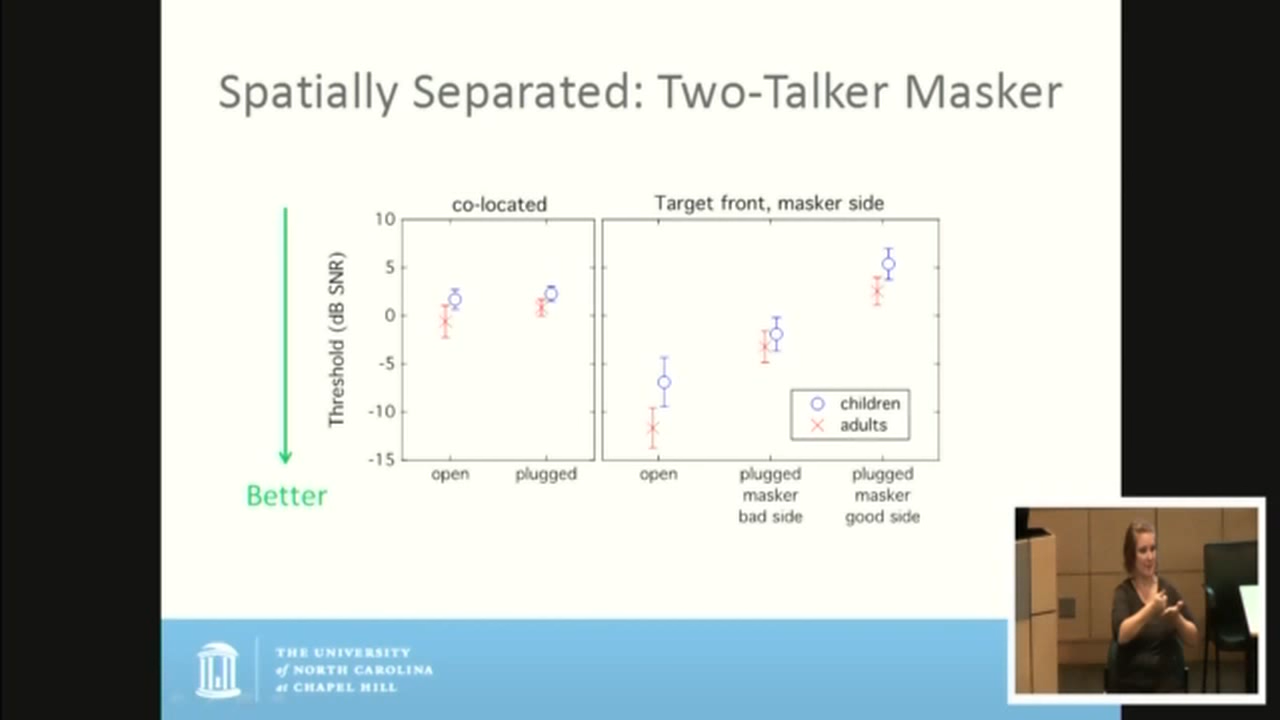 Spatially Separated: Two-Talker Masker
co-located
Target front, masker side
Threshold (dB SNR)
10
5
0
-5
-10
-15
children
adults
open
plugged
open
plugged
masker
bad side
plugged
masker
good side
Better
THE UNIVERSITY
of NORTH CAROLINA
at CHAPEL HILL